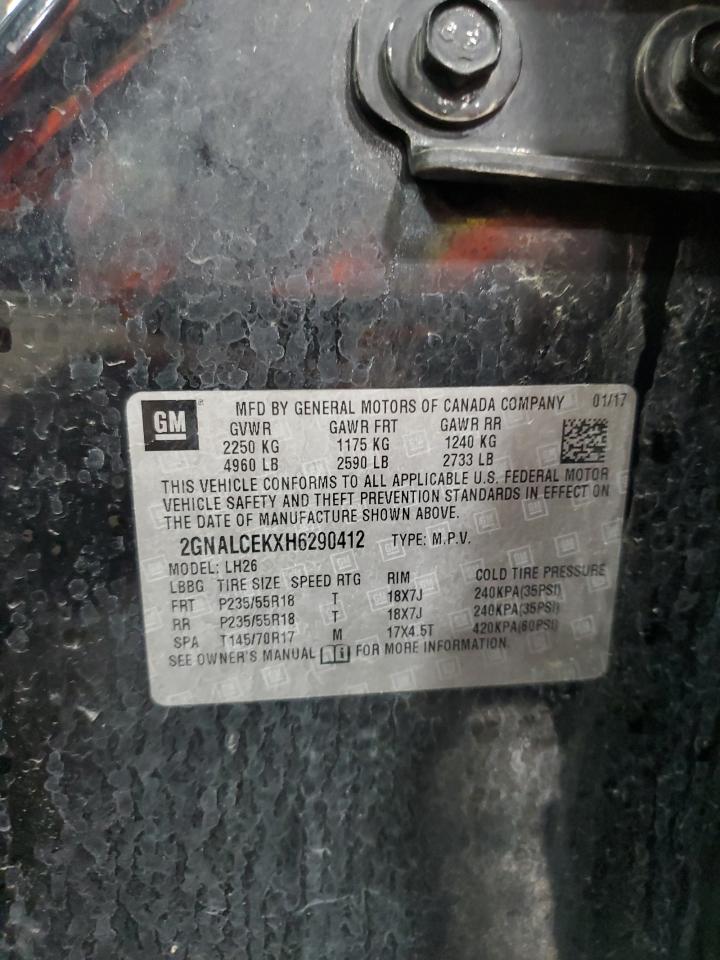 GM ® MFD BY GENERAL MOTORS OF CANADA COMPANY 01/17
GVWR GAWR FRT GAWR RR
2250 KG 1175 KG 1240 KG
4960 LB 2590 LB 2733 LB
THIS VEHICLE CONFORMS TO ALL APPLICABLE U.S. FEDERAL MOTOR
VEHICLE SAFETY AND THEFT PREVENTION STANDARDS IN EFFECT ON
THE DATE OF MANUFACTURE SHOWN ABOVE.
2GNALCEKXH6290412 TYPE: M.P.V.
MODEL: LH26
LBBG TIRE SIZE SPEED RTG RIM COLD TIRE PRESSURE
FRT P235/55R18 T 18X7J 240KPA(35PSI)
RR P235/55R18 T 18X7J 240KPA(35PSI)
SPA T145/70R17 M 17X4.5T 420KPA(60PSI)
SEE OWNER'S MANUAL FOR MORE INFORMATION.